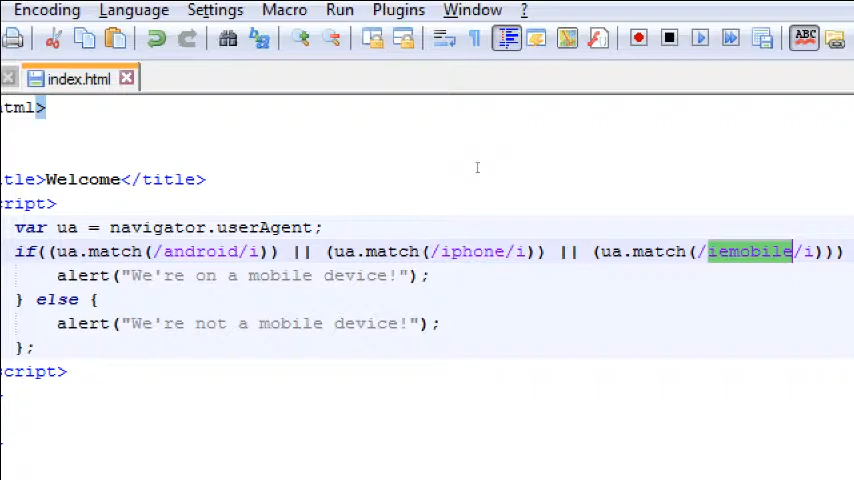 Encoding Language Settings Macro Run Plugins Window ?
ABC
index.html
tml>
tle>Welcome</title>
cript>
var ua = navigator.userAgent;
if((ua.match(/android/i)) || (ua.match(/iphone/i)) || (ua.match(/iemobile/i)))
alert("We're on a mobile device!");
} else {
alert("We're not a mobile device!");
};
cript>